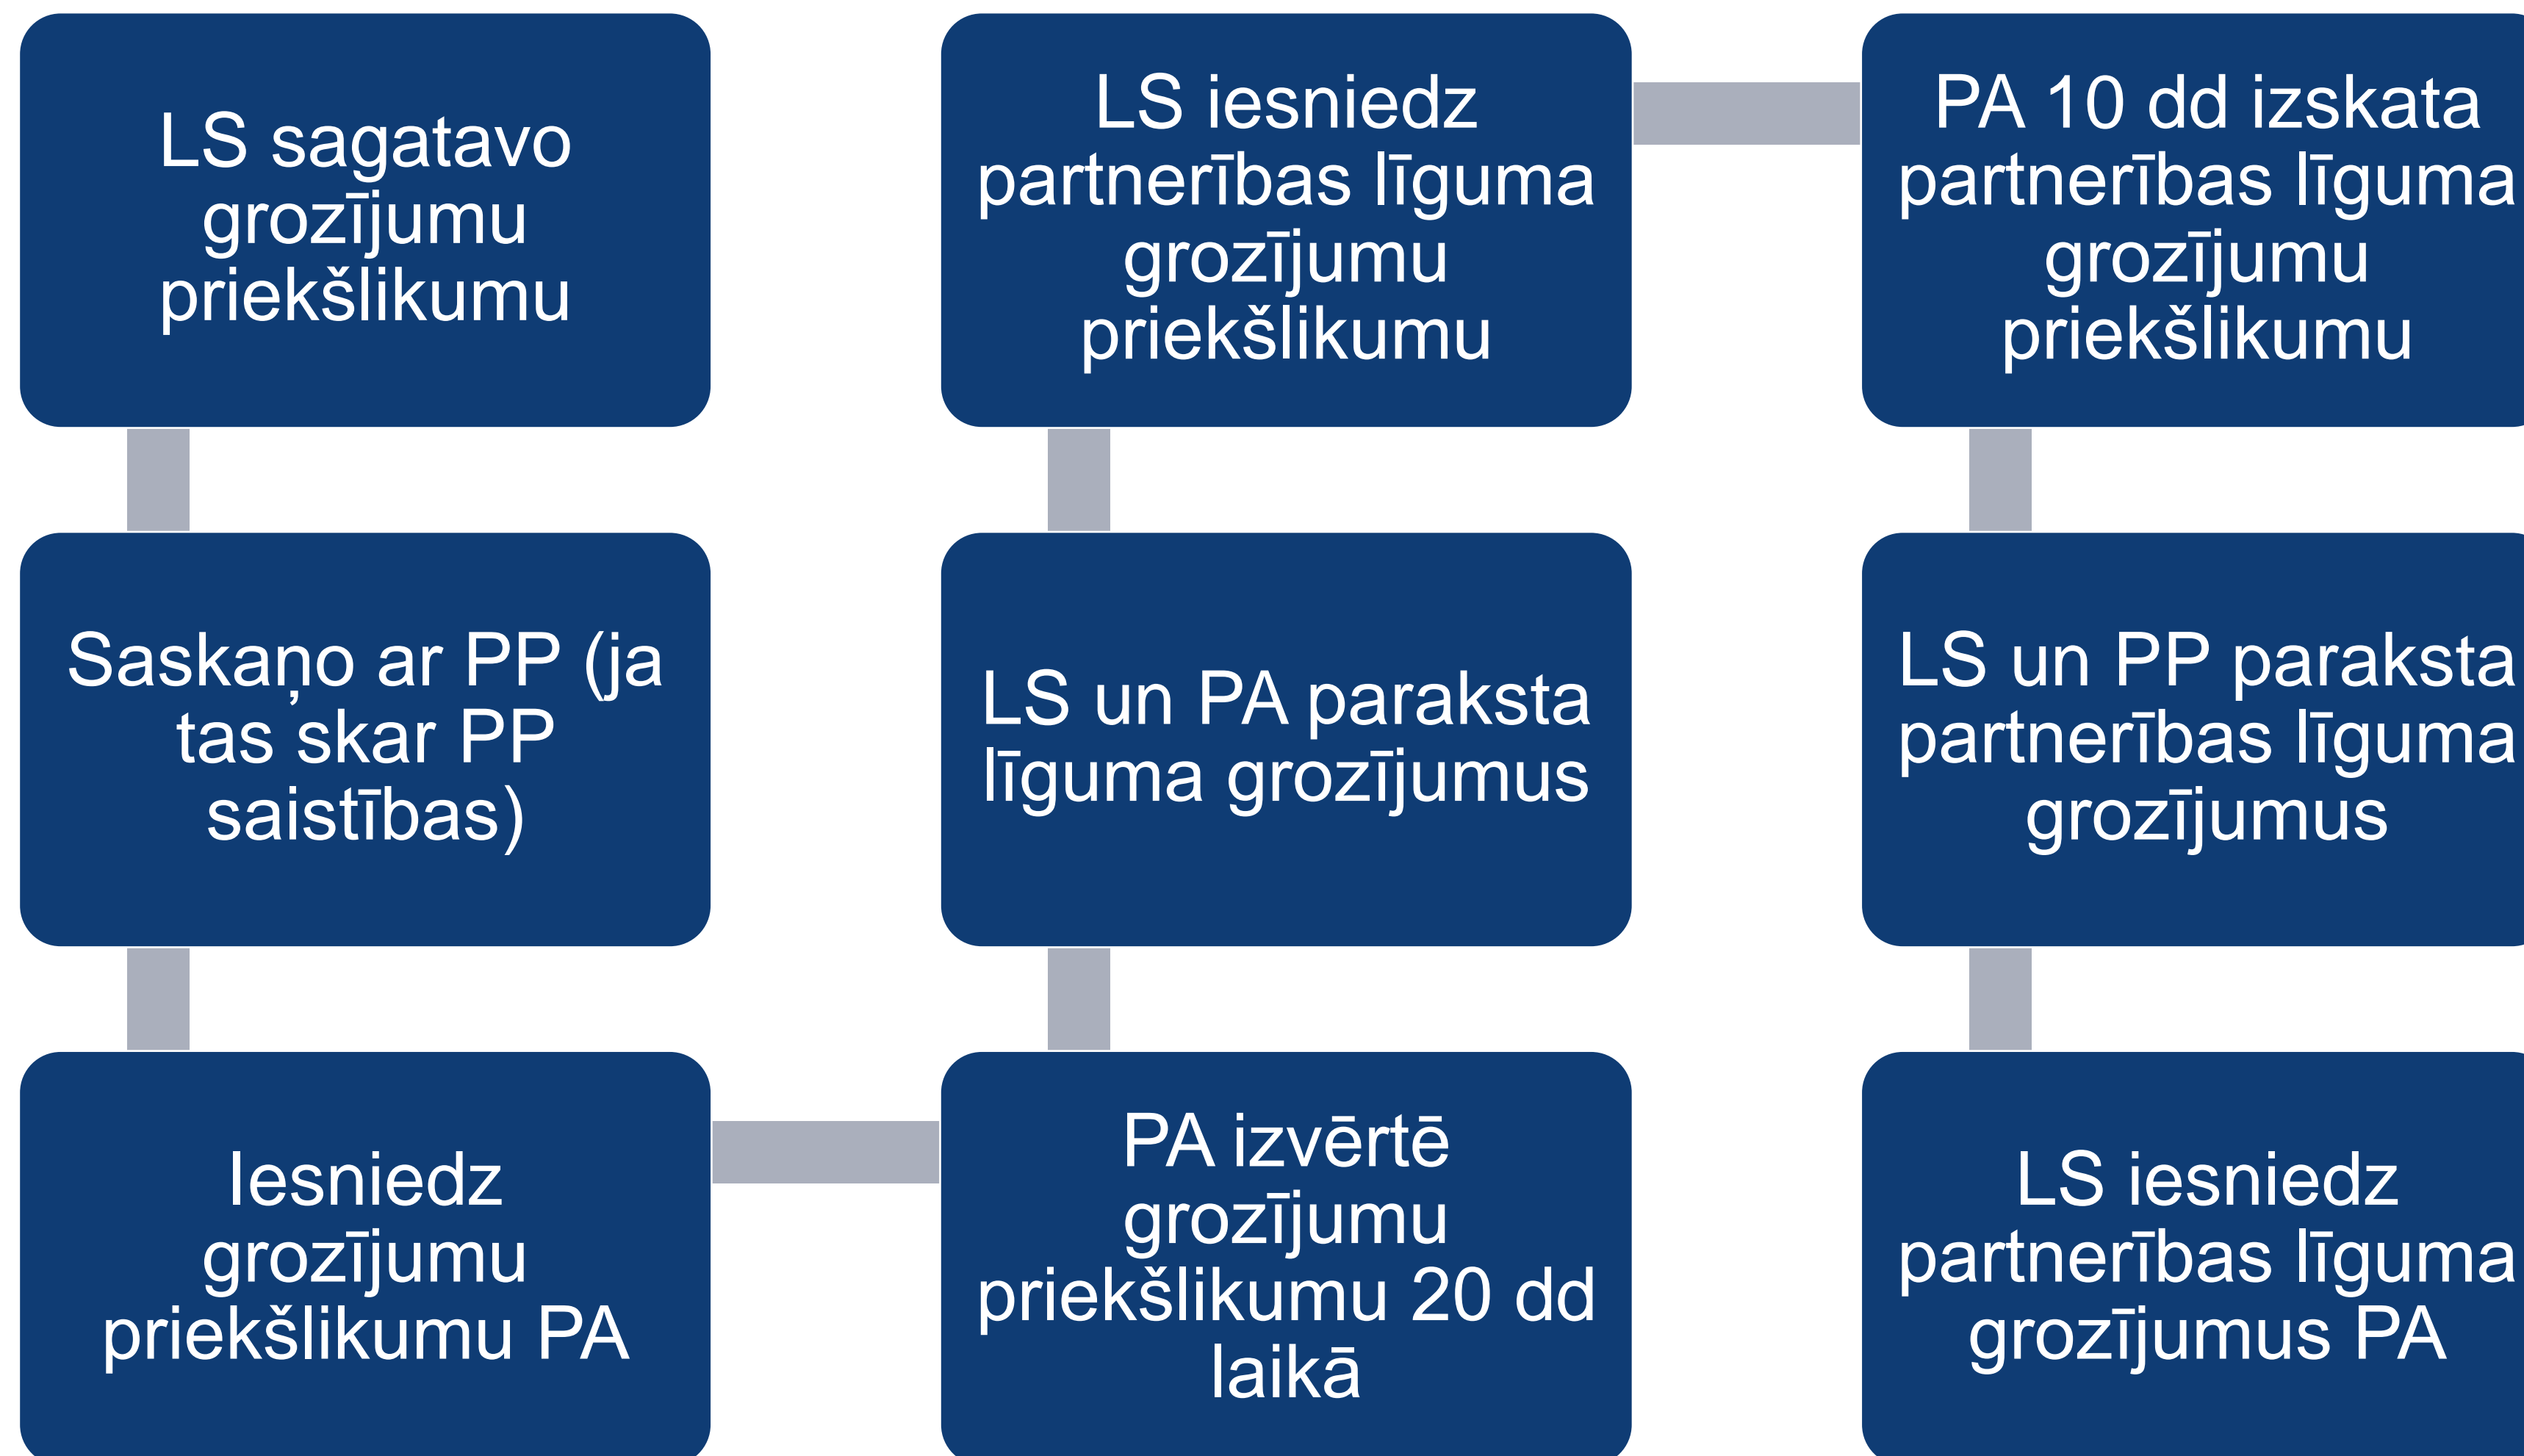 LS sagatavo
grozījumu
priekšlikumu
Saskaņo ar PP (ja
tas skar PP
saistības)
Iesniedz
grozījumu
priekšlikumu PA
PA izvērtē
grozījumu
priekšlikumu 20 dd
laikā
LS un PA paraksta
līguma grozījumus
LS iesniedz
partnerības līguma
grozījumu
priekšlikumu
PA 10 dd izskata
partnerības līguma
grozījumu
priekšlikumu
LS un PP paraksta
partnerības līguma
grozījumus
LS iesniedz
partnerības līguma
grozījumus PA